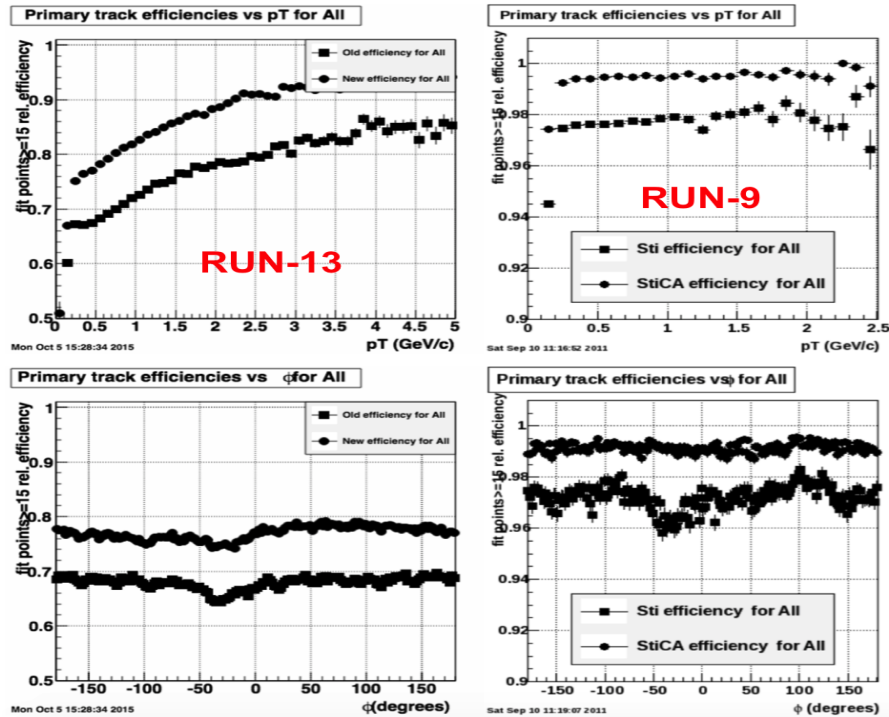 Primary track efficiencies vs pT for All
fit points>=15 rel. efficiency
1
0.9
0.8
0.7
0.6
0.5
Old efficiency for All
New efficiency for All
RUN-13
0 0.5 1 1.5 2 2.5 3 3.5 4 4.5 5
pT (GeV/c)
Mon Oct 5 15:28:34 2015
Primary track efficiencies vs pT for All
fit points>=15 rel. efficiency
1
0.98
0.96
0.94
0.92
0.9
RUN-9
Sti efficiency for All
StiCA efficiency for All
0 0.5 1 1.5 2 2.5
pT (GeV/c)
Sat Sep 10 11:16:52 2011
Primary track efficiencies vs ϕfor All
fit points>=15 rel. efficiency
1
0.9
0.8
0.7
0.6
0.5
Old efficiency for All
New efficiency for All
-150 -100 -50 0 50 100 150
ϕ(degrees)
Mon Oct 5 15:28:34 2015
Primary track efficiencies vsϕ for All
fit points>=15 rel. efficiency
1
0.98
0.96
0.94
0.92
0.9
Sti efficiency for All
StiCA efficiency for All
-150 -100 -50 0 50 100 150
ϕ (degrees)
Sat Sep 10 11:19:07 2011